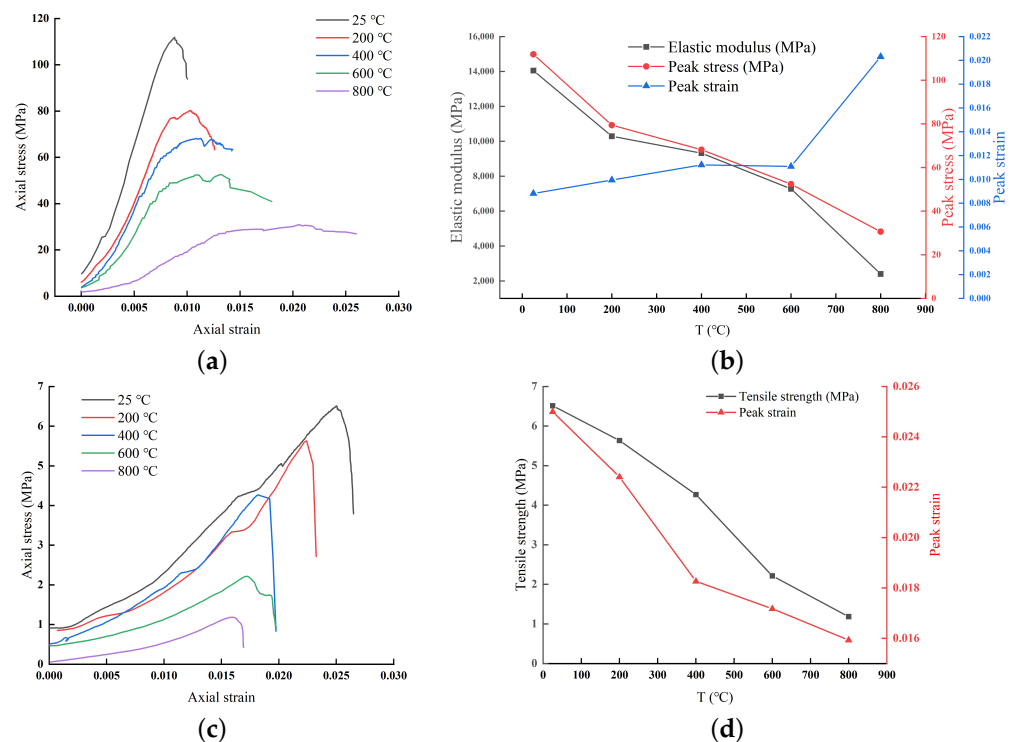 120
100
80
60
40
20
0
Axial stress (MPa)
25 ℃
200 ℃
400 ℃
600 ℃
800 ℃
0.000 0.005 0.010 0.015 0.020 0.025 0.030
Axial strain
(a)
16,000
14,000
12,000
10,000
8,000
6,000
4,000
2,000
Elastic modulus (MPa)
Elastic modulus (MPa)
Peak stress (MPa)
Peak strain
120
100
80
60
40
20
0
Peak stress (MPa)
0.022
0.020
0.018
0.016
0.014
0.012
0.010
0.008
0.006
0.004
0.002
0.000
Peak strain
0 100 200 300 400 500 600 700 800 900
T (℃)
(b)
7
6
5
4
3
2
1
0
Axial stress (MPa)
25 ℃
200 ℃
400 ℃
600 ℃
800 ℃
0.000 0.005 0.010 0.015 0.020 0.025 0.030
Axial strain
(c)
7
6
5
4
3
2
1
0
Tensile strength (MPa)
Tensile strength (MPa)
Peak strain
0.026
0.024
0.022
0.020
0.018
0.016
Peak strain
0 100 200 300 400 500 600 700 800 900
T (℃)
(d)